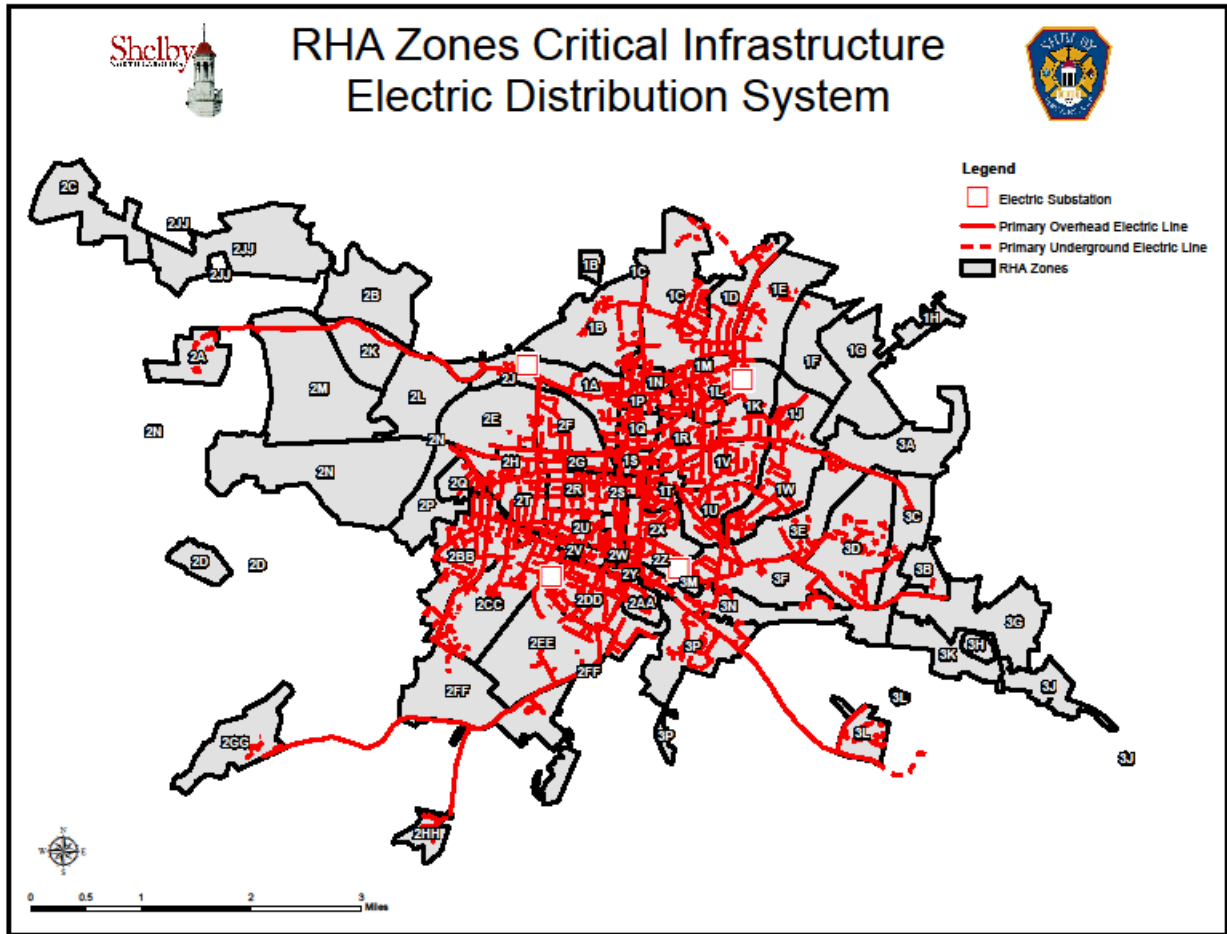 Shelby
NORTH CAROLINA
RHA Zones Critical Infrastructure
Electric Distribution System
SHELBY
Legend
Electric Substation
Primary Overhead Electric Line
Primary Underground Electric Line
RHA Zones
2C
2JJ
2JJ
2JJ
2B
1B
1C
1C
1D
1E
1H
1B
1G
2A
2K
1F
2M
2L
2J
1A
1N
1M
1L
1P
1K
1J
2N
2N
2E
2F
1Q
1R
3A
2N
2H
2G
1S
1V
2Q
2P
2T
2R
2S
1T
1W
1U
3C
2U
2X
3E
3D
2D
2D
2BB
2V
2W
2Z
3M
3F
3B
2Y
2CC
2DD
2AA
3N
3G
2EE
3P
3H
3K
2FF
2FF
3J
3L
2GG
3P
3L
3J
2HH
N
W
E
S
0
0.5
1
2
3
Miles